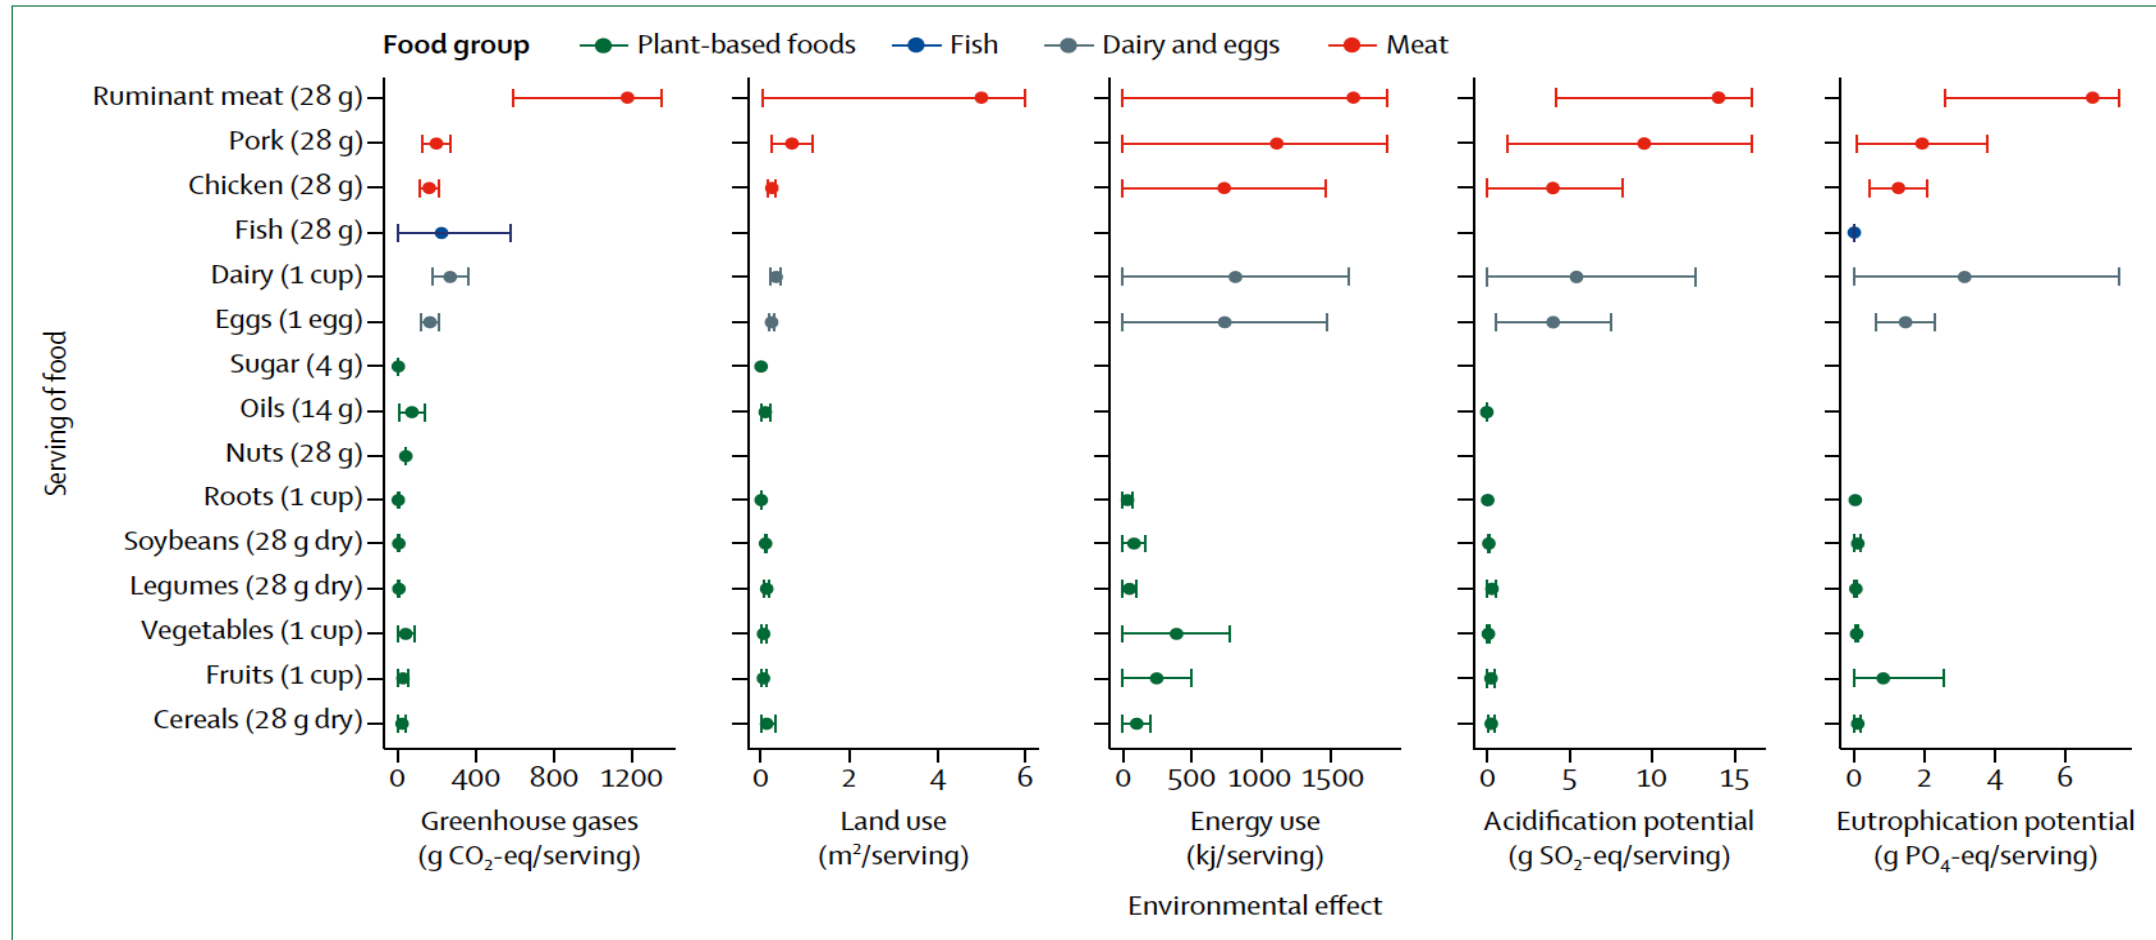 Food group Plant-based foods Fish Dairy and eggs Meat
Serving of food
Ruminant meat (28 g)
Pork (28 g)
Chicken (28 g)
Fish (28 g)
Dairy (1 cup)
Eggs (1 egg)
Sugar (4 g)
Oils (14 g)
Nuts (28 g)
Roots (1 cup)
Soybeans (28 g dry)
Legumes (28 g dry)
Vegetables (1 cup)
Fruits (1 cup)
Cereals (28 g dry)
0 400 800 1200
Greenhouse gases
(g CO₂-eq/serving)
0 2 4 6
Land use
(m²/serving)
0 500 1000 1500
Energy use
(kj/serving)
0 5 10 15
Acidification potential
(g SO₂-eq/serving)
0 2 4 6
Eutrophication potential
(g PO₄-eq/serving)
Environmental effect